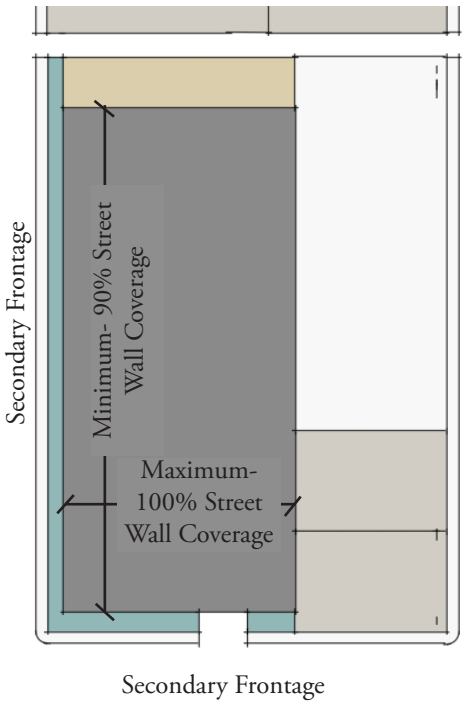 Secondary Frontage
Minimum- 90% Street
Wall Coverage
Maximum-
100% Street
Wall Coverage
Secondary Frontage